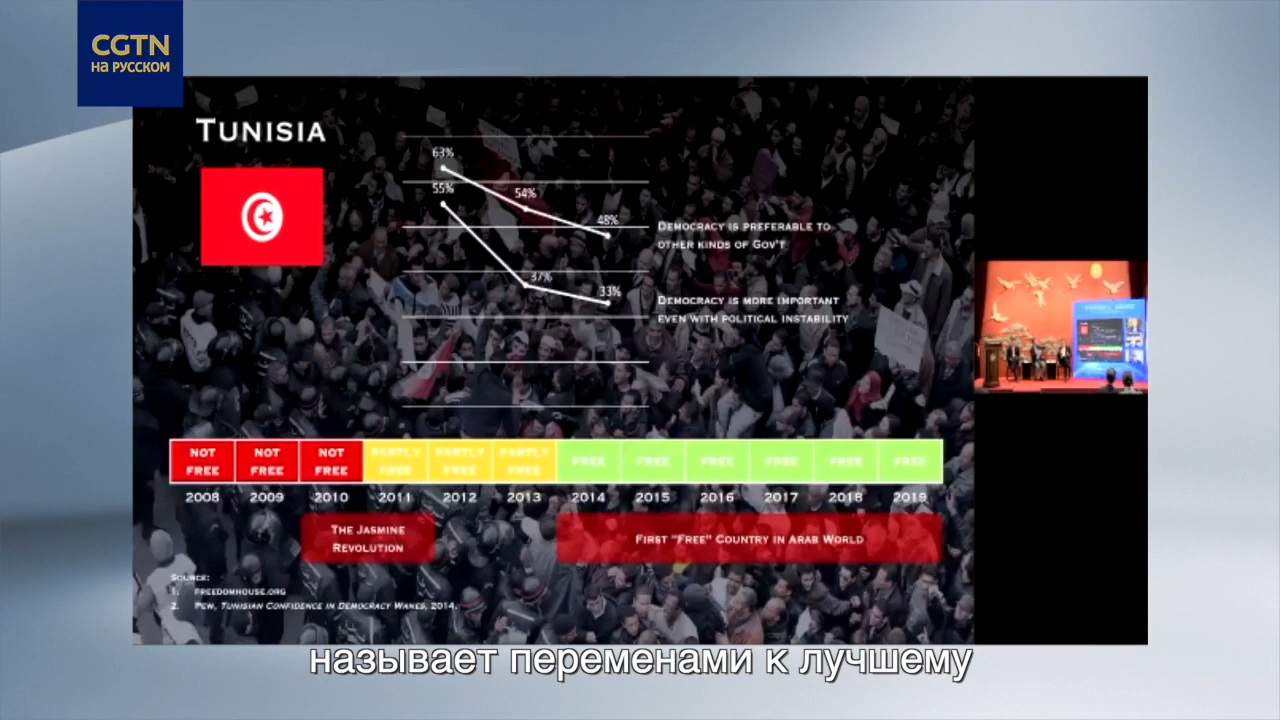 CGTN
на русском
TUNISIA
63%
55%
54%
48%
37%
33%
DEMOCRACY IS PREFERABLE TO
OTHER KINDS OF GOV'T
DEMOCRACY IS MORE IMPORTANT
EVEN WITH POLITICAL INSTABILITY
NOT FREE
NOT FREE
NOT FREE
PARTLY FREE
PARTLY FREE
PARTLY FREE
FREE
FREE
FREE
FREE
FREE
FREE
2008 2009 2010 2011 2012 2013 2014 2015 2016 2017 2018 2019
THE JASMINE
REVOLUTION
FIRST "FREE" COUNTRY IN ARAB WORLD
SOURCE:
1. FREEDOMHOUSE.ORG
2. PEW, TUNISIAN CONFIDENCE IN DEMOCRACY WANES, 2014.
называет переменами к лучшему